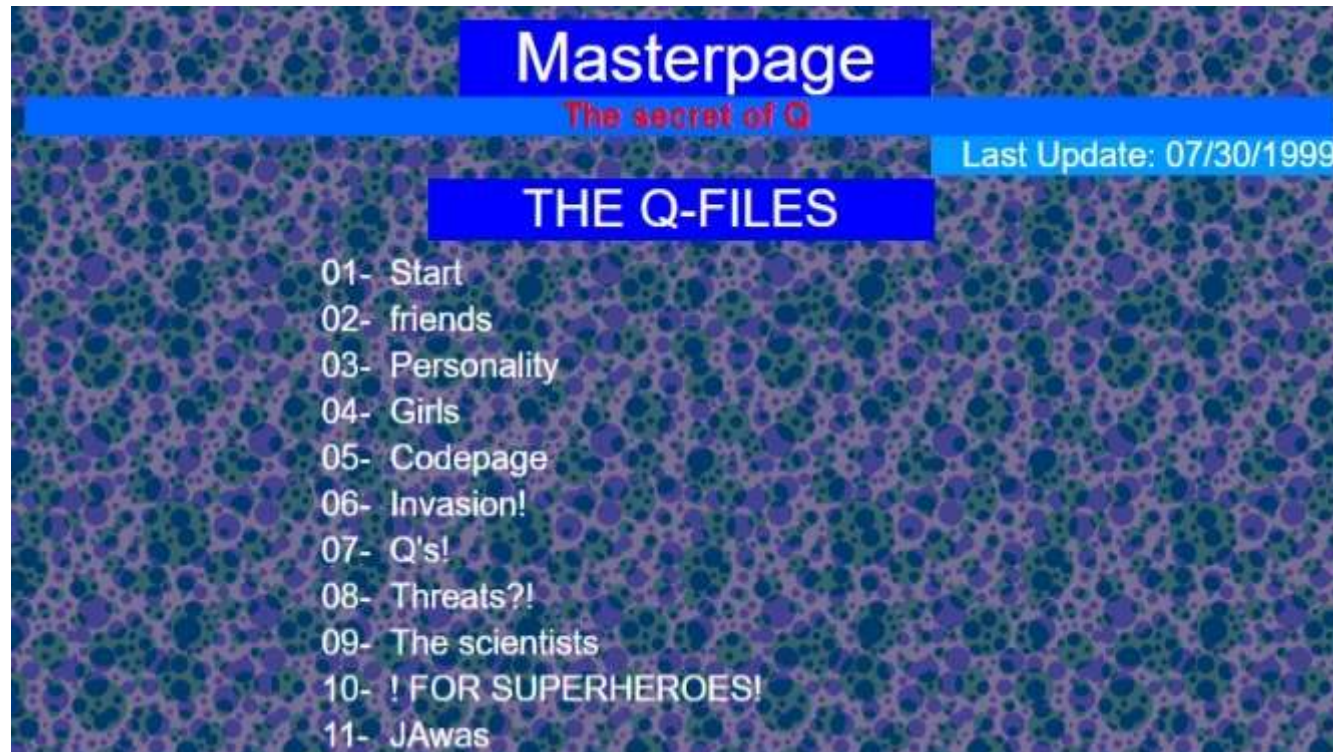 Masterpage
The secret of Q
Last Update: 07/30/1999
THE Q-FILES
01- Start
02- friends
03- Personality
04- Girls
05- Codepage
06- Invasion!
07- Q's!
08- Threats?!
09- The scientists
10- ! FOR SUPERHEROES!
11- JAwas